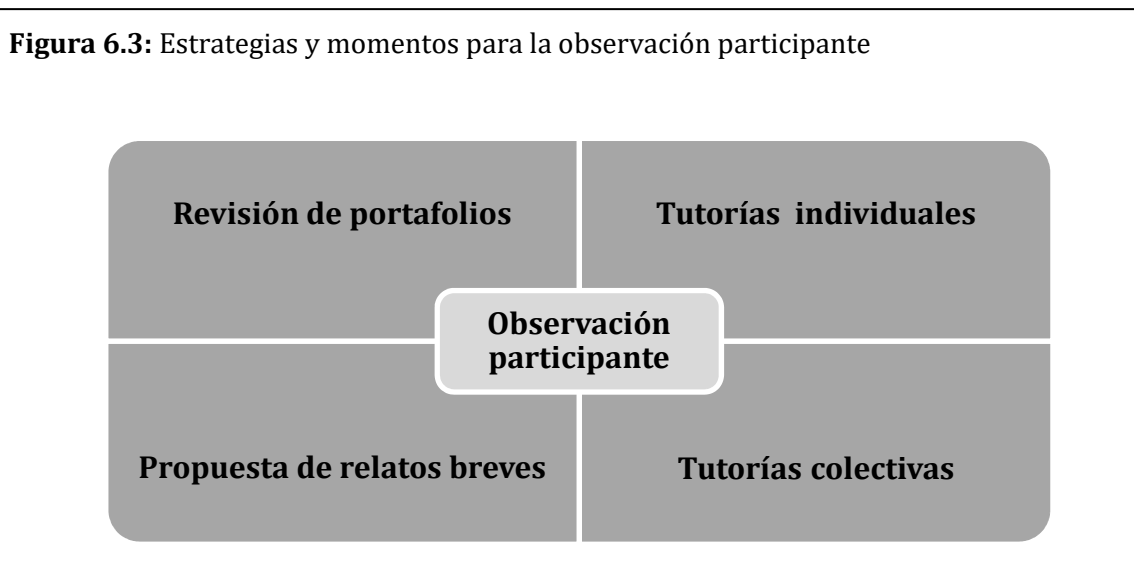 Figura 6.3: Estrategias y momentos para la observación participante
Revisión de portafolios
Tutorías individuales
Observación
participante
Propuesta de relatos breves
Tutorías colectivas